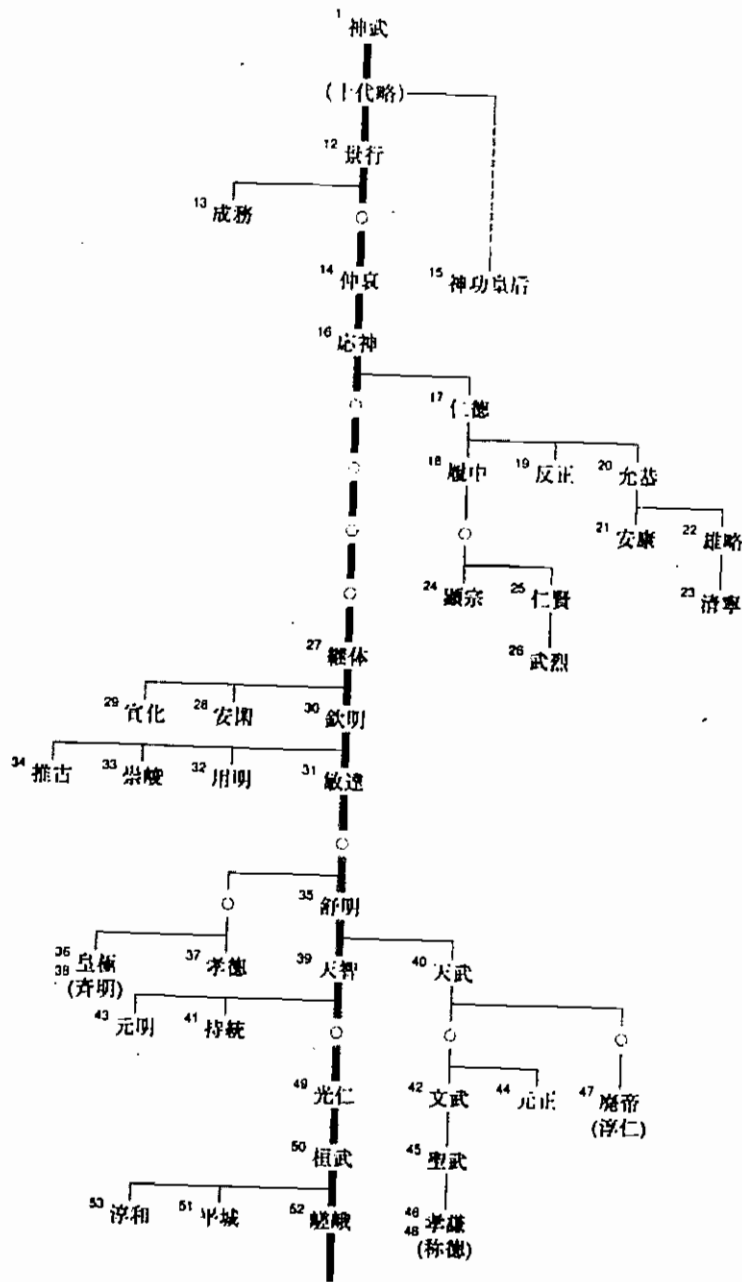 1 神武
(十代略)
12 景行
13 成務
14 仲哀
15 神功皇后
16 応神
17 仁徳
18 履中
19 反正
20 允恭
21 安康
22 雄略
24 顕宗
25 仁賢
23 清寧
26 武烈
27 継体
29 宣化
28 安閑
30 欽明
34 推古
33 崇峻
32 用明
31 敏達
35 舒明
36
38 皇極
(斉明)
37 孝徳
39 天智
40 天武
43 元明
41 持統
49 光仁
42 文武
44 元正
47 廃帝
(淳仁)
50 桓武
45 聖武
53 淳和
51 平城
52 嵯峨
46
48 孝謙
(称徳)